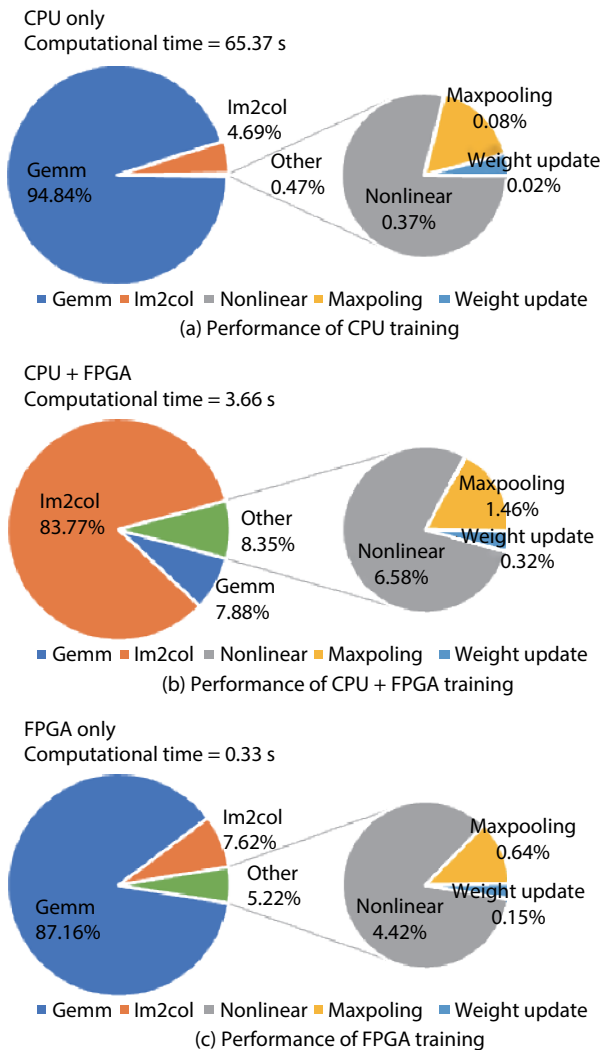 CPU only
Computational time = 65.37 s
Im2col
4.69%
Gemm
94.84%
Other
0.47%
Maxpooling
0.08%
Weight update
0.02%
Nonlinear
0.37%
Gemm Im2col Nonlinear Maxpoling Weight update
(a) Performance of CPU training
CPU + FPGA
Computational time = 3.66 s
Im2col
83.77%
Other
8.35%
Gemm
7.88%
Maxpooling
1.46%
Weight update
0.32%
Nonlinear
6.58%
Gemm Im2col Nonlinear Maxpoling Weight update
(b) Performance of CPU + FPGA training
FPGA only
Computational time = 0.33 s
Im2col
7.62%
Other
5.22%
Gemm
87.16%
Maxpooling
0.64%
Weight update
0.15%
Nonlinear
4.42%
Gemm Im2col Nonlinear Maxpoling Weight update
(c) Performance of FPGA training